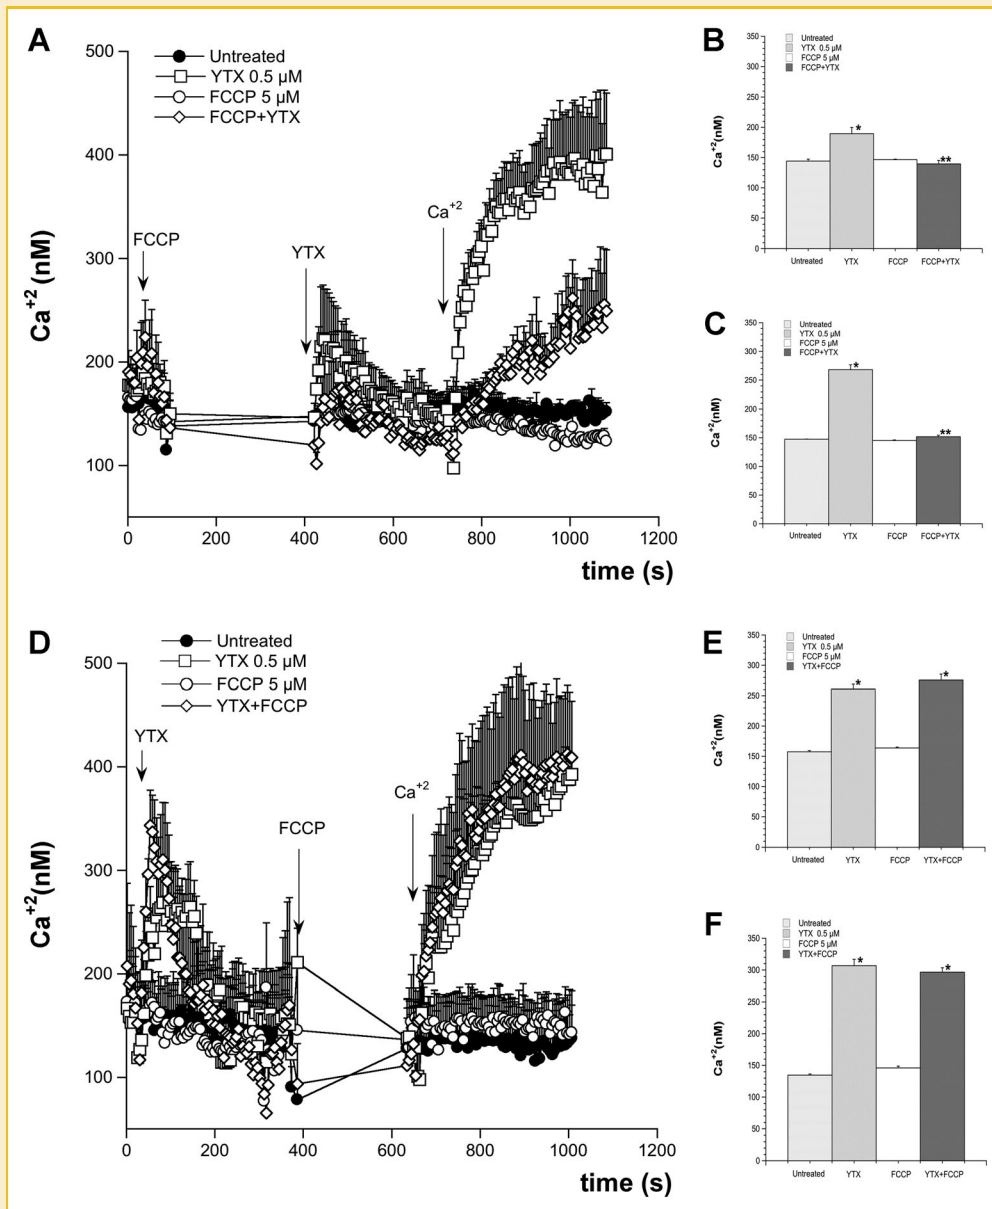 A
Untreated
YTX 0.5 µM
FCCP 5 µM
FCCP+YTX
500
400
300
200
100
Ca+2 (nM)
FCCP
YTX
Ca+2
0 200 400 600 800 1000 1200
time (s)
B
Untreated
YTX 0.5 µM
FCCP 5 µM
FCCP+YTX
350
300
250
200
150
100
50
0
Ca+2(nM)
*
**
Untreated YTX FCCP FCCP+YTX
C
Untreated
YTX 0.5 µM
FCCP 5 µM
FCCP+YTX
350
300
250
200
150
100
50
0
Ca+2(nM)
*
**
Untreated YTX FCCP FCCP+YTX
D
Untreated
YTX 0.5 µM
FCCP 5 µM
YTX+FCCP
500
400
300
200
100
Ca+2(nM)
YTX
FCCP
Ca+2
0 200 400 600 800 1000 1200
time (s)
E
Untreated
YTX 0.5 µM
FCCP 5 µM
YTX+FCCP
350
300
250
200
150
100
50
0
Ca+2(nM)
*
*
Untreated YTX FCCP YTX+FCCP
F
Untreated
YTX 0.5 µM
FCCP 5 µM
YTX+FCCP
350
300
250
200
150
100
50
0
Ca+2(nM)
*
*
Untreated YTX FCCP YTX+FCCP